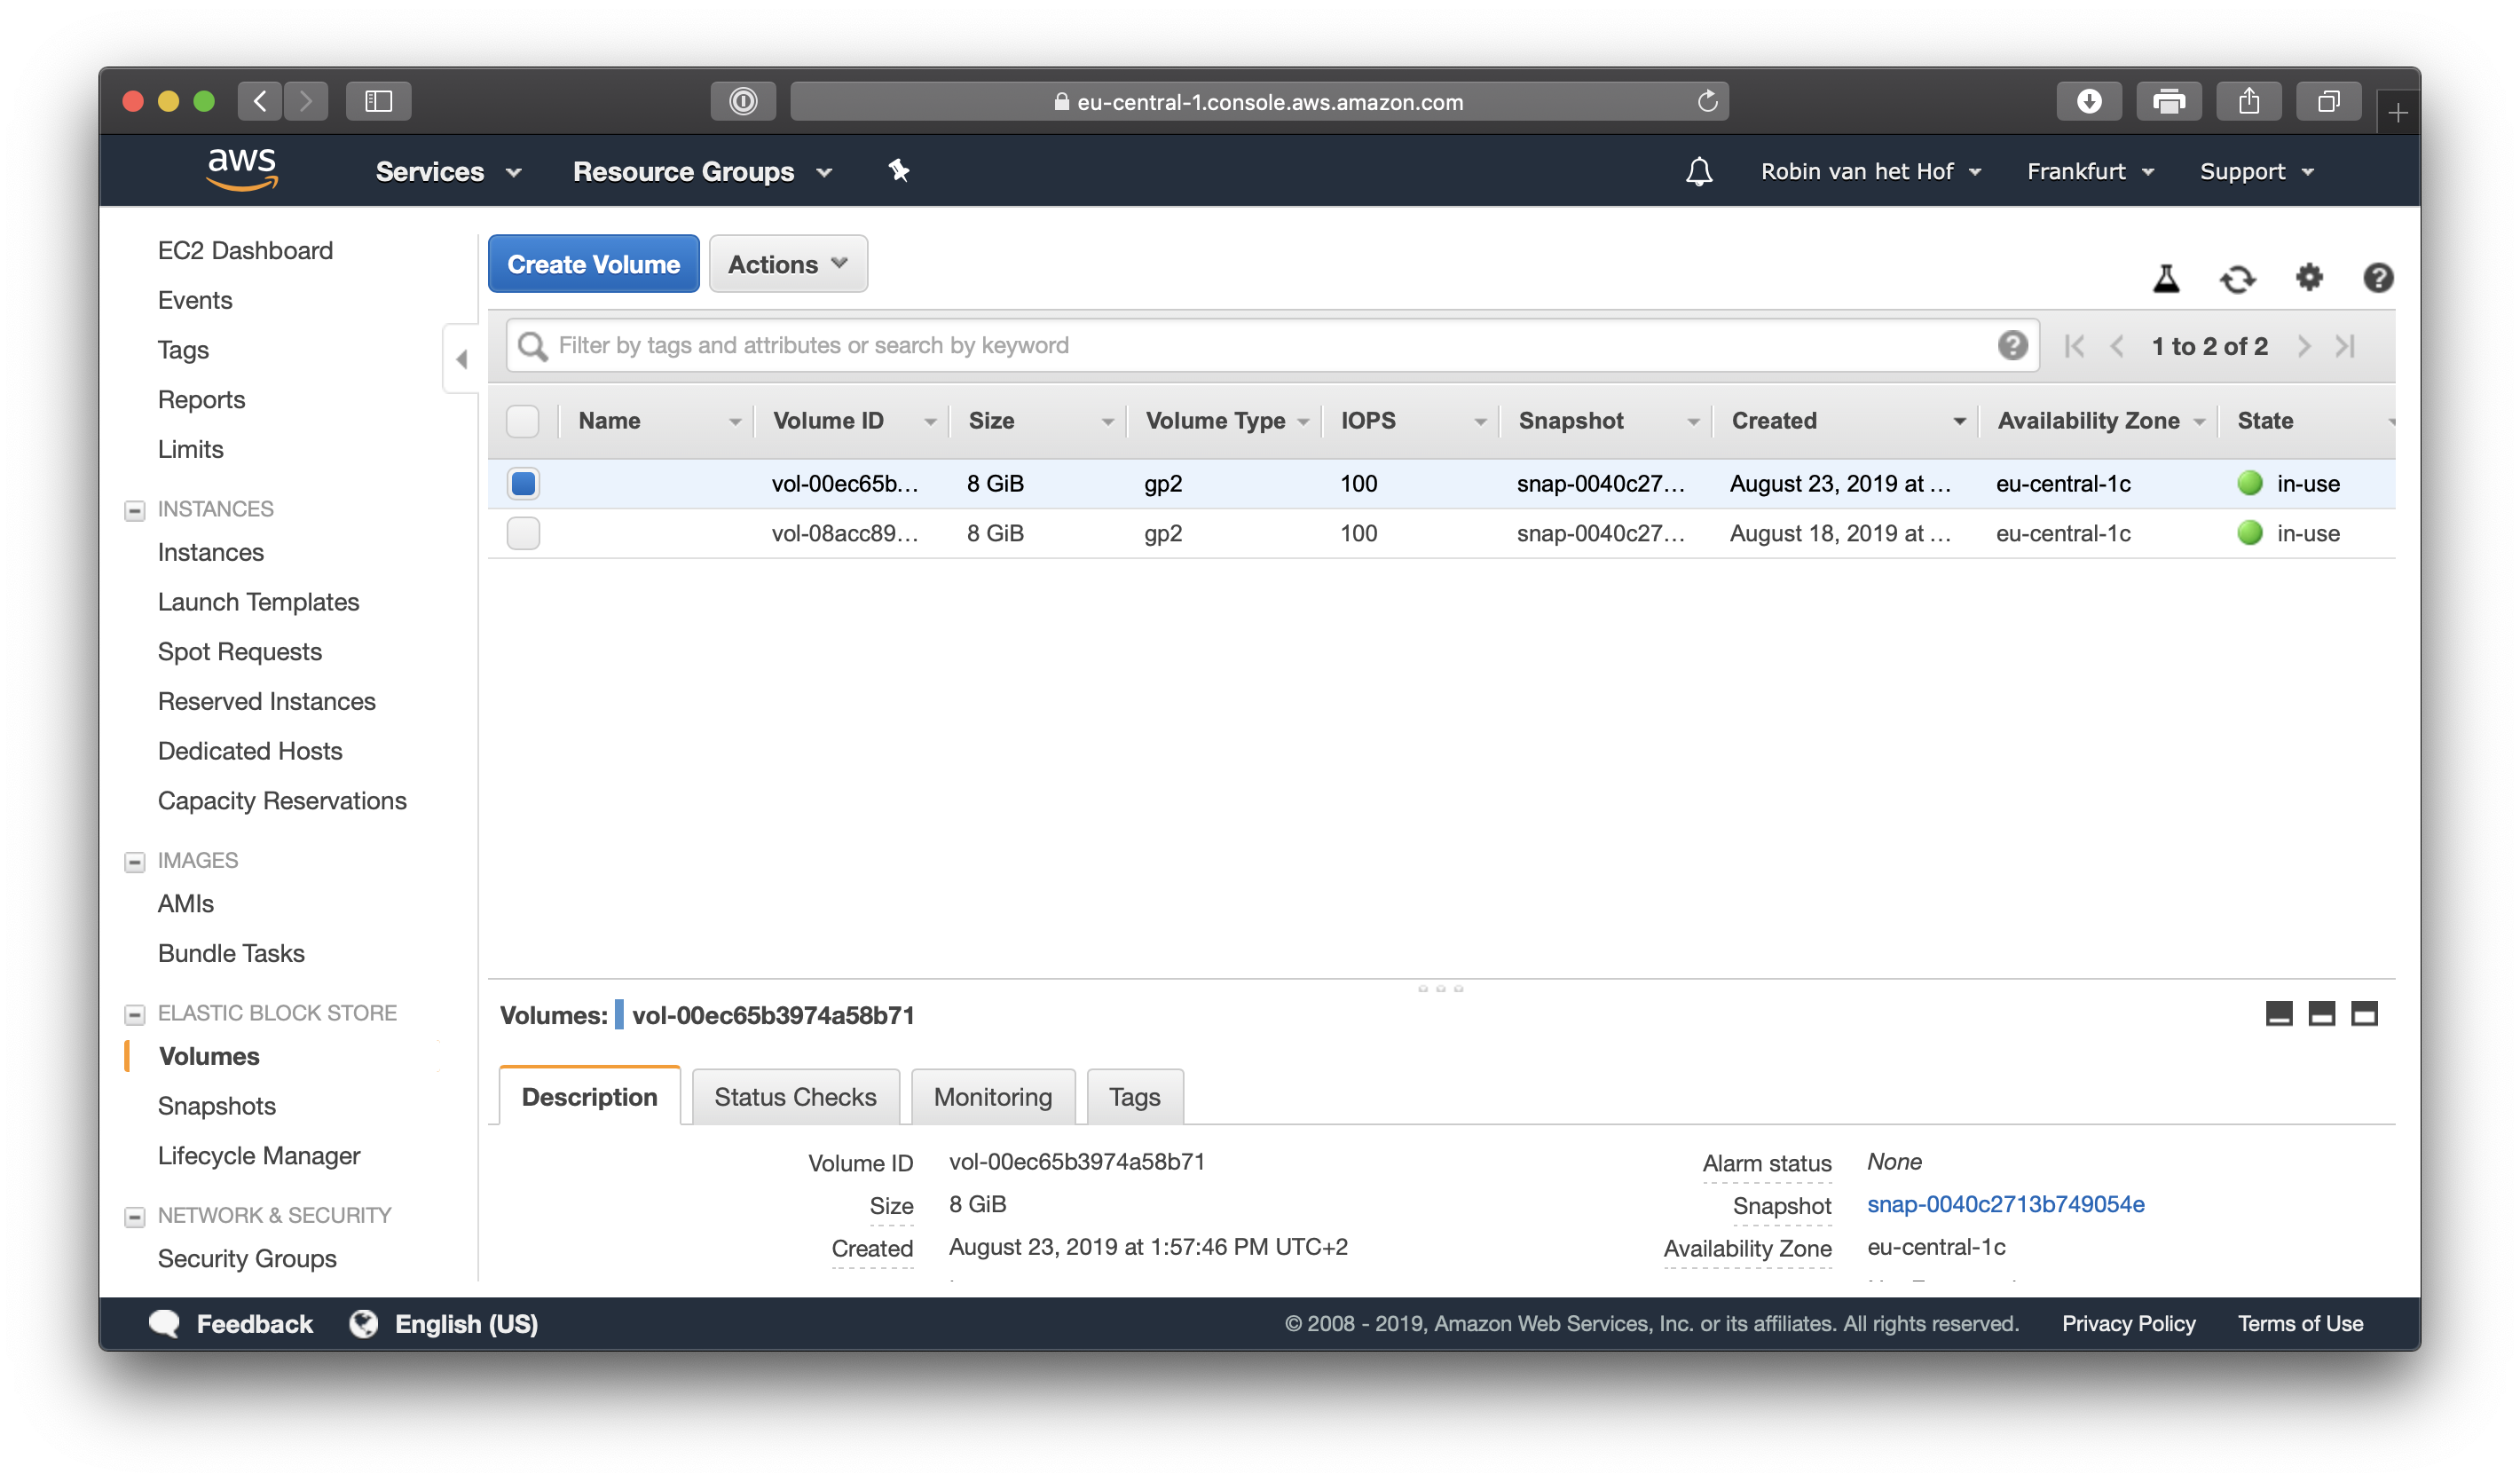 eu-central-1.console.aws.amazon.com
aws Services Resource Groups Robin van het Hof Frankfurt Support
EC2 Dashboard
Events
Tags
Reports
Limits
INSTANCES
Instances
Launch Templates
Spot Requests
Reserved Instances
Dedicated Hosts
Capacity Reservations
IMAGES
AMIs
Bundle Tasks
ELASTIC BLOCK STORE
Volumes
Snapshots
Lifecycle Manager
NETWORK & SECURITY
Security Groups
Create Volume Actions
Filter by tags and attributes or search by keyword 1 to 2 of 2
Name Volume ID Size Volume Type IOPS Snapshot Created Availability Zone State
vol-00ec65b... 8 GiB gp2 100 snap-0040c27... August 23, 2019 at ... eu-central-1c in-use
vol-08acc89... 8 GiB gp2 100 snap-0040c27... August 18, 2019 at ... eu-central-1c in-use
Volumes: vol-00ec65b3974a58b71
Description Status Checks Monitoring Tags
Volume ID vol-00ec65b3974a58b71 Alarm status None
Size 8 GiB Snapshot snap-0040c2713b749054e
Created August 23, 2019 at 1:57:46 PM UTC+2 Availability Zone eu-central-1c
Feedback English (US) © 2008 - 2019, Amazon Web Services, Inc. or its affiliates. All rights reserved. Privacy Policy Terms of Use